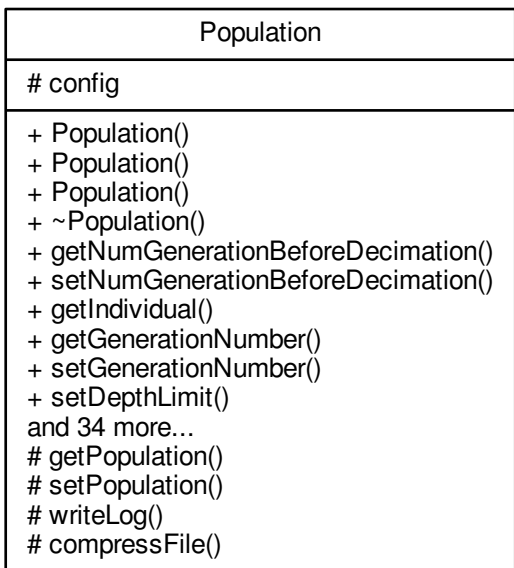 Population
# config
+ Population()
+ Population()
+ Population()
+ ~Population()
+ getNumGenerationBeforeDecimation()
+ setNumGenerationBeforeDecimation()
+ getIndividual()
+ getGenerationNumber()
+ setGenerationNumber()
+ setDepthLimit()
and 34 more...
# getPopulation()
# setPopulation()
# writeLog()
# compressFile()